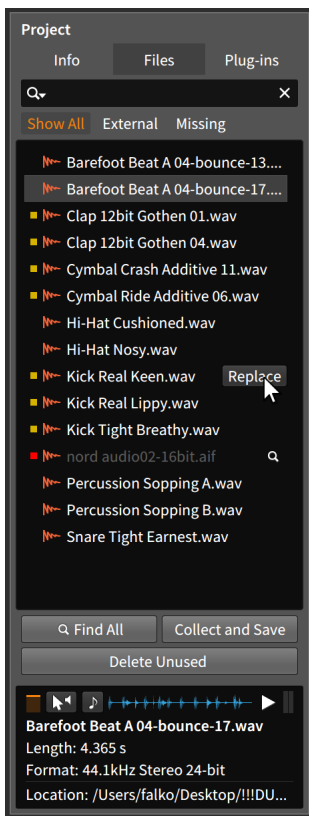 Project
Info Files Plug-ins
Show All External Missing
Barefoot Beat A 04-bounce-13....
Barefoot Beat A 04-bounce-17....
Clap 12bit Gothen 01.wav
Clap 12bit Gothen 04.wav
Cymbal Crash Additive 11.wav
Cymbal Ride Additive 06.wav
Hi-Hat Cushioned.wav
Hi-Hat Nosy.wav
Kick Real Keen.wav Replace
Kick Real Lippy.wav
Kick Tight Breathy.wav
nord audio02-16bit.aif
Percussion Sopping A.wav
Percussion Sopping B.wav
Snare Tight Earnest.wav
Find All Collect and Save
Delete Unused
Barefoot Beat A 04-bounce-17.wav
Length: 4.365 s
Format: 44.1kHz Stereo 24-bit
Location: /Users/falko/Desktop/!!!DU...